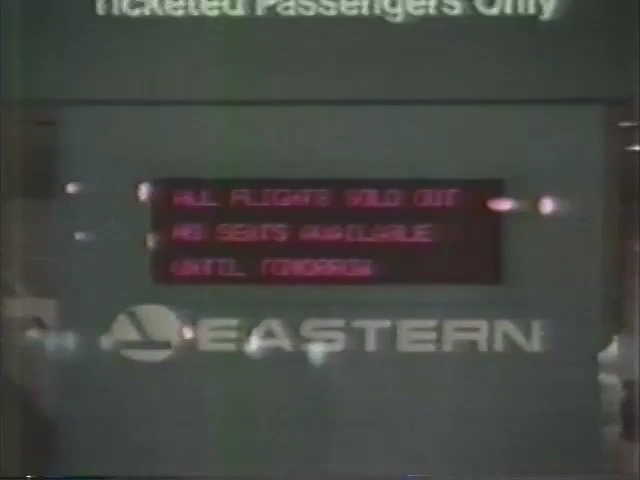 Ticketed Passengers Only
ALL FLIGHTS SOLD OUT
NO SEATS AVAILABLE
UNTIL TOMORROW
EASTERN